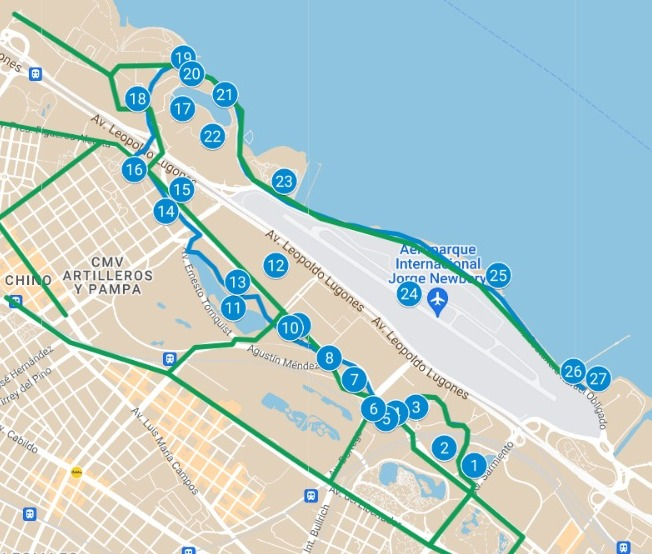 19
20
21
18
17
22
Av. Leopoldo Lugones
16
15
14
23
CMV
ARTILLEROS
Y PAMPA
CHINO
Av. Ernesto Tornquist
12
Av. Leopoldo Lugones
13
11
Aeroparque
Internacional
Jorge Newbery
24
25
10
Av. Leopoldo Lugones
Agustín Méndez
8
7
6
5
3
2
1
26
27
Av. Sarmiento
Av. Luis María Campos
Cabildo
Int. Bullrich